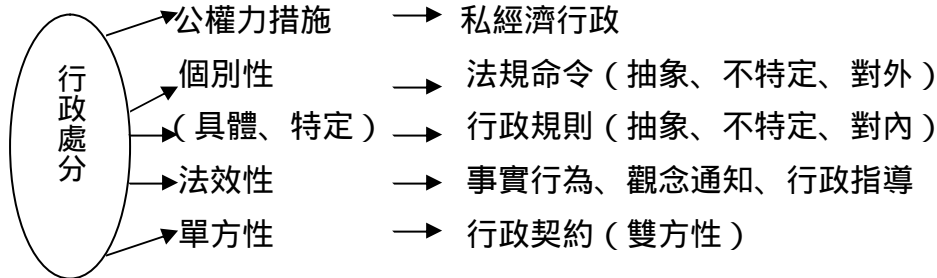 行政處分
公權力措施 → 私經濟行政
個別性 → 法規命令（抽象、不特定、對外）
（具體、特定） → 行政規則（抽象、不特定、對內）
法效性 → 事實行為、觀念通知、行政指導
單方性 → 行政契約（雙方性）